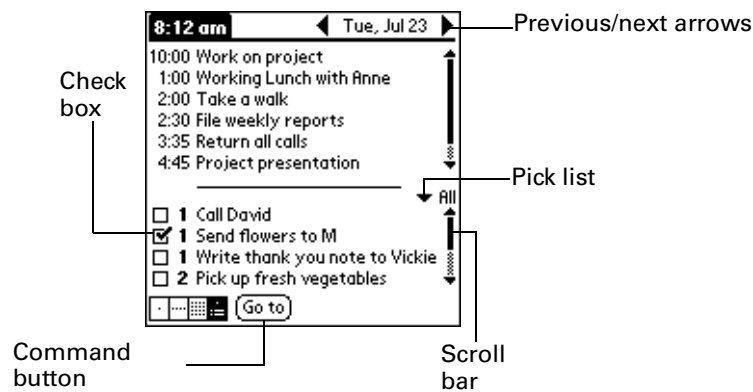 8:12 am Tue, Jul 23 Previous/next arrows
10:00 Work on project
1:00 Working Lunch with Anne
2:00 Take a walk
2:30 File weekly reports
3:35 Return all calls
4:45 Project presentation
Check
box
Pick list
All
1 Call David
1 Send flowers to M
1 Write thank you note to Vickie
2 Pick up fresh vegetables
Go to
Command
button
Scroll
bar